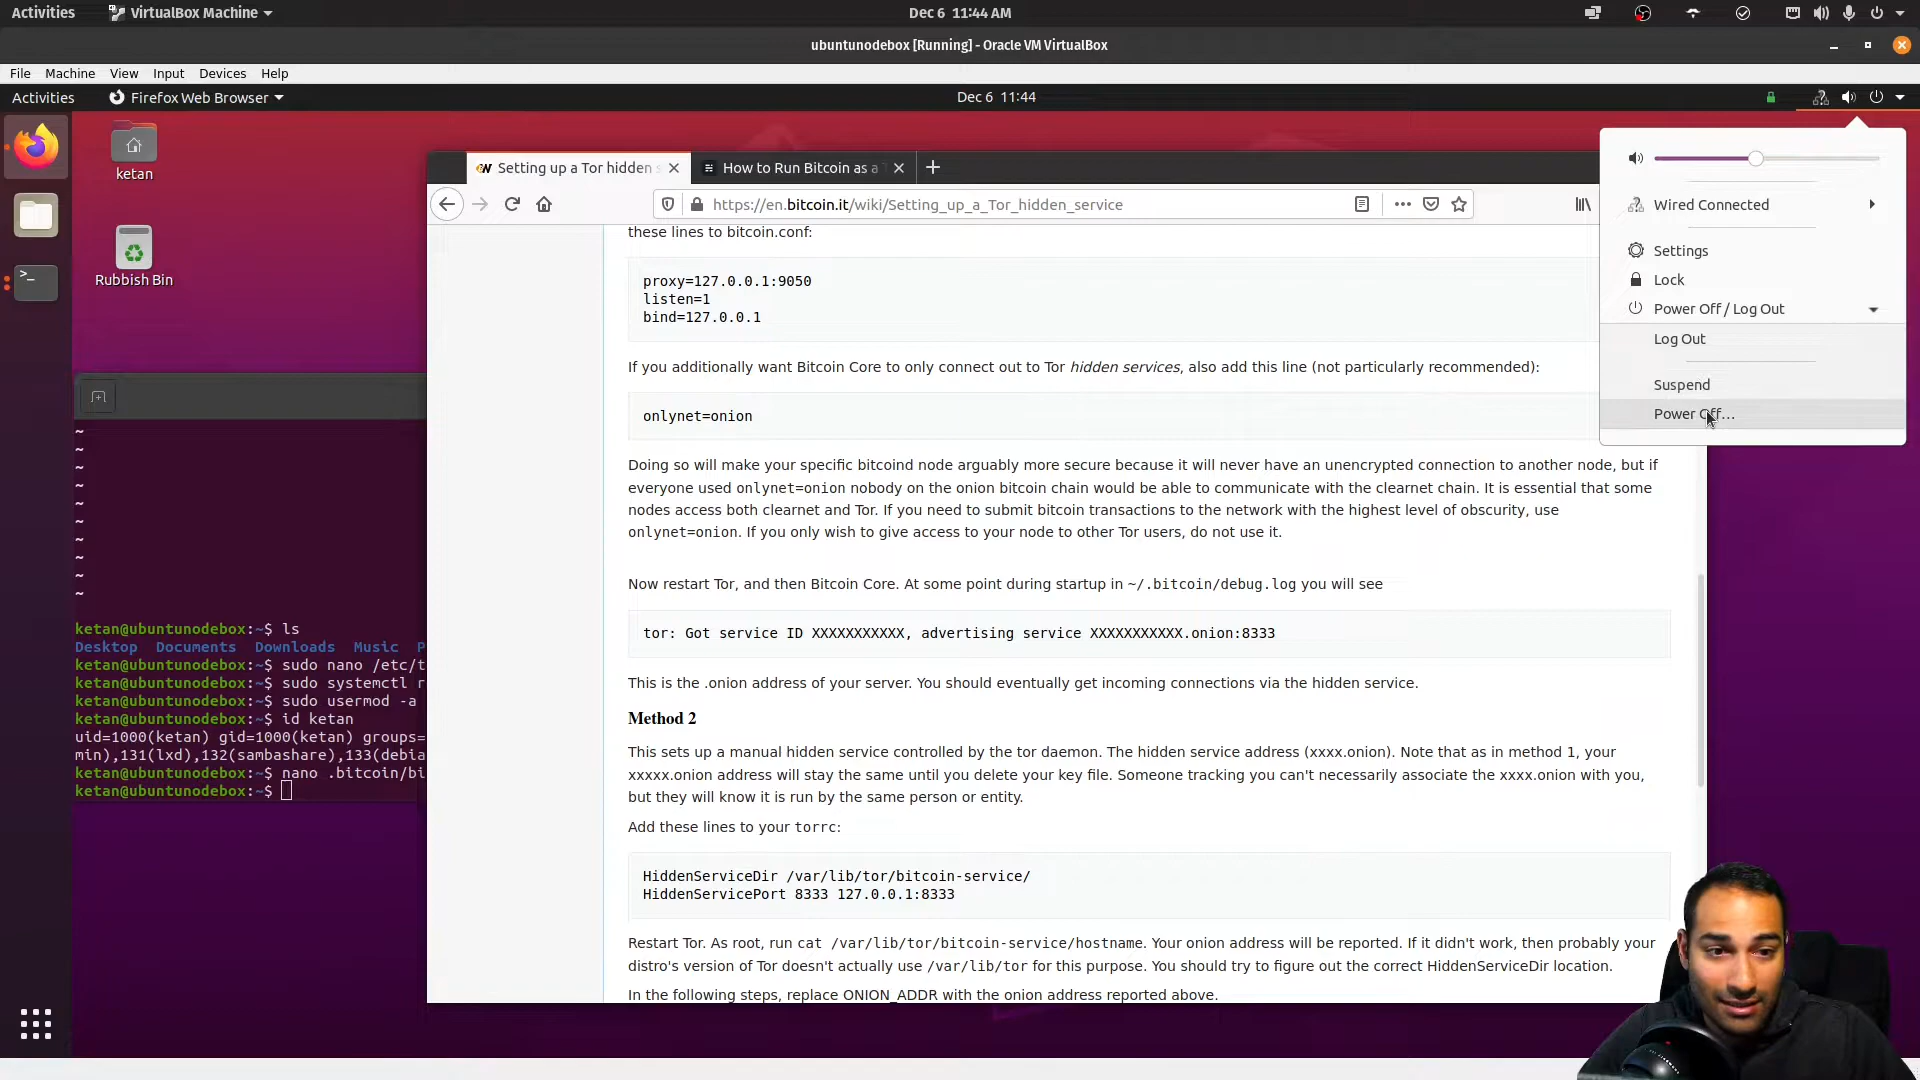 Activities VirtualBox Machine Dec 6 11:44 AM
ubuntunodebox [Running] - Oracle VM VirtualBox
File Machine View Input Devices Help
Activities Firefox Web Browser Dec 6 11:44
ketan
Rubbish Bin
Setting up a Tor hidden s
How to Run Bitcoin as a T
https://en.bitcoin.it/wiki/Setting_up_a_Tor_hidden_service
these lines to bitcoin.conf:
proxy=127.0.0.1:9050
listen=1
bind=127.0.0.1
If you additionally want Bitcoin Core to only connect out to Tor hidden services, also add this line (not particularly recommended):
onlynet=onion
Doing so will make your specific bitcoind node arguably more secure because it will never have an unencrypted connection to another node, but if
everyone used onlynet=onion nobody on the onion bitcoin chain would be able to communicate with the clearnet chain. It is essential that some
nodes access both clearnet and Tor. If you need to submit bitcoin transactions to the network with the highest level of obscurity, use
onlynet=onion. If you only wish to give access to your node to other Tor users, do not use it.
Now restart Tor, and then Bitcoin Core. At some point during startup in ~/.bitcoin/debug.log you will see
tor: Got service ID XXXXXXXXXXX, advertising service XXXXXXXXXXX.onion:8333
This is the .onion address of your server. You should eventually get incoming connections via the hidden service.
Method 2
This sets up a manual hidden service controlled by the tor daemon. The hidden service address (xxxx.onion). Note that as in method 1, your
xxxxx.onion address will stay the same until you delete your key file. Someone tracking you can't necessarily associate the xxxx.onion with you,
but they will know it is run by the same person or entity.
Add these lines to your torrc:
HiddenServiceDir /var/lib/tor/bitcoin-service/
HiddenServicePort 8333 127.0.0.1:8333
Restart Tor. As root, run cat /var/lib/tor/bitcoin-service/hostname. Your onion address will be reported. If it didn't work, then probably your
distro's version of Tor doesn't actually use /var/lib/tor for this purpose. You should try to figure out the correct HiddenServiceDir location.
In the following steps, replace ONION_ADDR with the onion address reported above.
Wired Connected
Settings
Lock
Power Off / Log Out
Log Out
Suspend
Power Off...
~
~
~
~
~
~
~
~
~
~
ketan@ubuntunodebox:~$ ls
Desktop Documents Downloads Music P
ketan@ubuntunodebox:~$ sudo nano /etc/t
ketan@ubuntunodebox:~$ sudo systemctl r
ketan@ubuntunodebox:~$ sudo usermod -a
ketan@ubuntunodebox:~$ id ketan
uid=1000(ketan) gid=1000(ketan) groups=
min),131(lxd),132(sambashare),133(debia
ketan@ubuntunodebox:~$ nano .bitcoin/bi
ketan@ubuntunodebox:~$